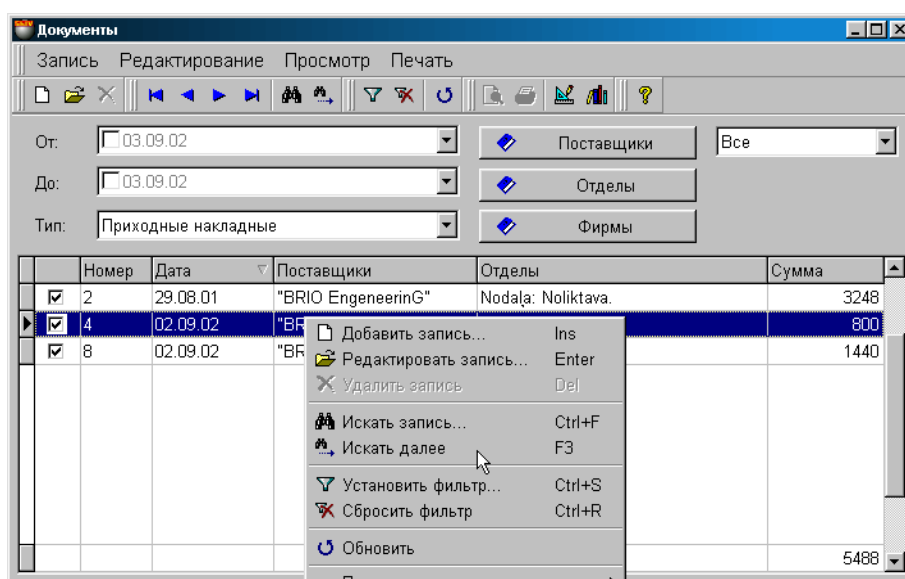 Документы
Запись Редактирование Просмотр Печать
От: 03.09.02 Поставщики Все
До: 03.09.02 Отделы
Тип: Приходные накладные Фирмы
Номер Дата Поставщики Отделы Сумма
2 29.08.01 "BRIO EngeneerinG" Nodaļa: Noliktava. 3248
4 02.09.02 "BR 800
8 02.09.02 "BR 1440
Добавить запись... Ins
Редактировать запись... Enter
Удалить запись Del
Искать запись... Ctrl+F
Искать далее F3
Установить фильтр... Ctrl+S
Сбросить фильтр Ctrl+R
Обновить
5488